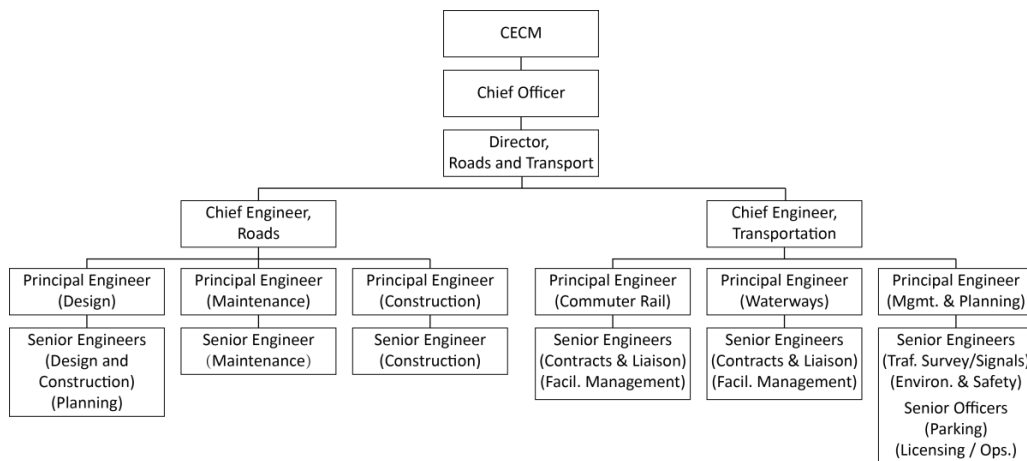 CECM
Chief Officer
Director,
Roads and Transport
Chief Engineer,
Roads
Chief Engineer,
Transportation
Principal Engineer
(Design)
Principal Engineer
(Maintenance)
Principal Engineer
(Construction)
Principal Engineer
(Commuter Rail)
Principal Engineer
(Waterways)
Principal Engineer
(Mgmt. & Planning)
Senior Engineers
(Design and
Construction)
(Planning)
Senior Engineer
(Maintenance)
Senior Engineer
(Construction)
Senior Engineers
(Contracts & Liaison)
(Facil. Management)
Senior Engineers
(Contracts & Liaison)
(Facil. Management)
Senior Engineers
(Traf. Survey/Signals)
(Environ. & Safety)
Senior Officers
(Parking)
(Licensing / Ops.)